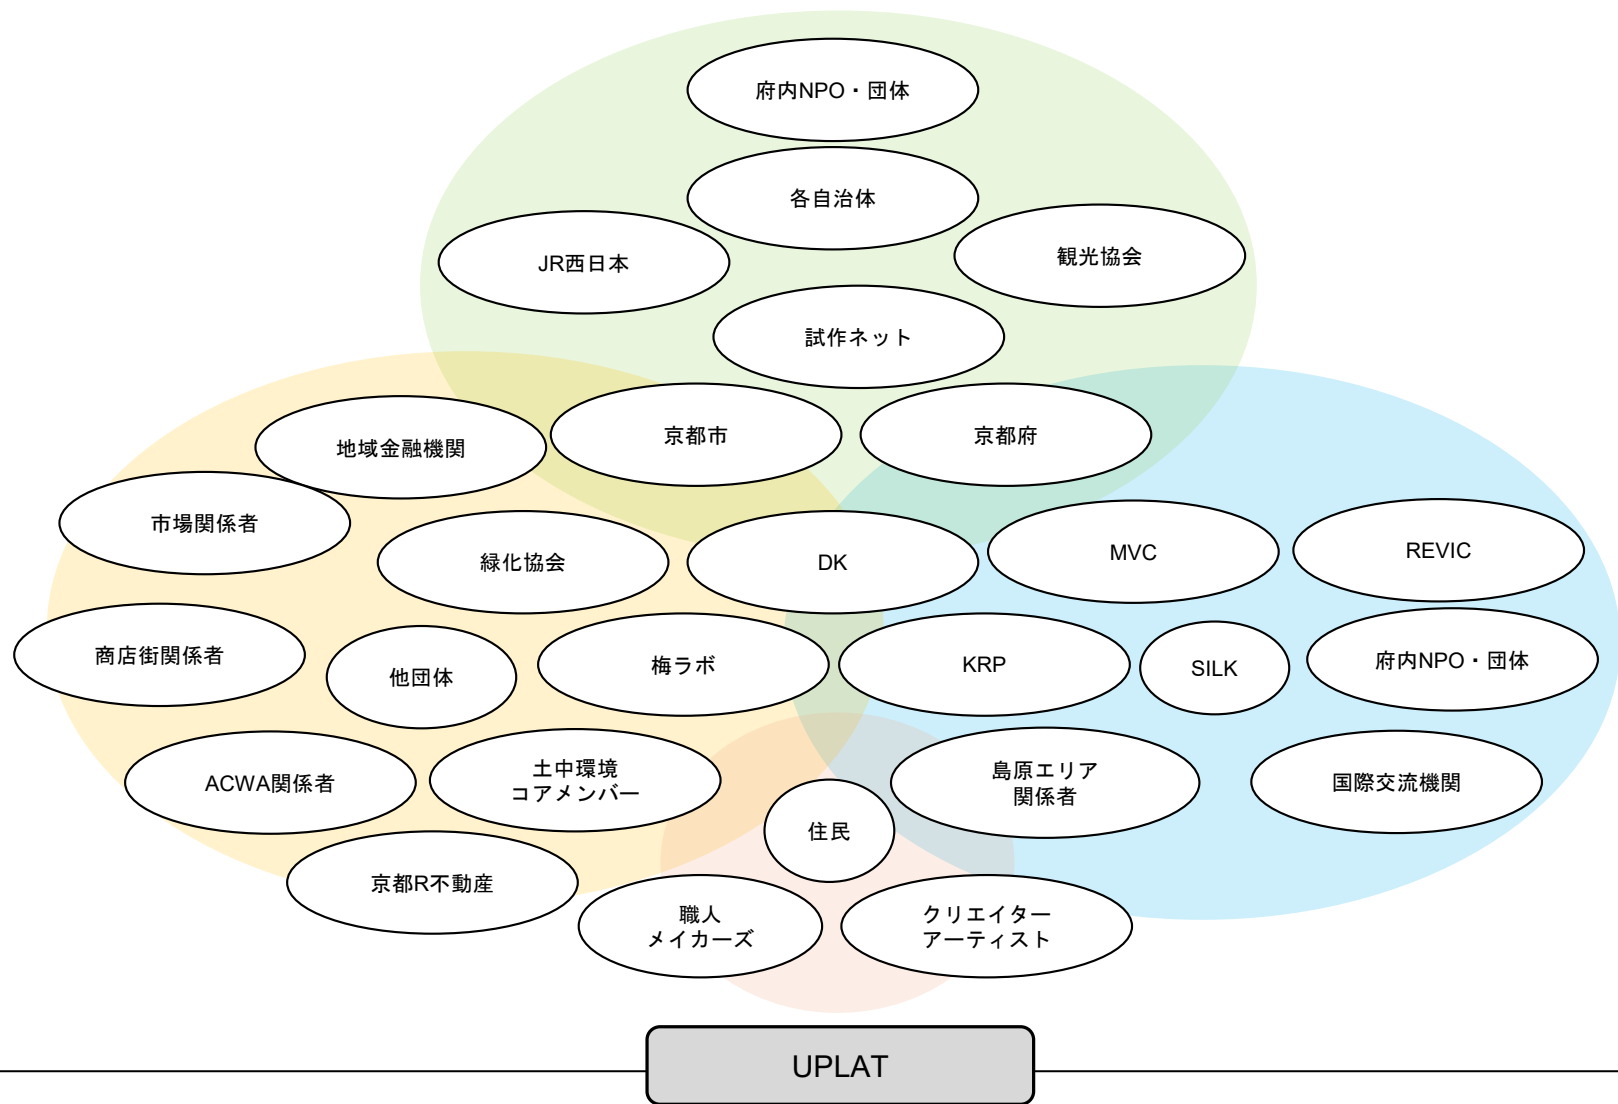 府内NPO・団体
各自治体
JR西日本
観光協会
試作ネット
京都市
京都府
地域金融機関
市場関係者
緑化協会
DK
MVC
REVIC
商店街関係者
他団体
梅ラボ
KRP
SILK
府内NPO・団体
ACWA関係者
土中環境
コアメンバー
島原エリア
関係者
国際交流機関
住民
京都R不動産
職人
メイカーズ
クリエイター
アーティスト
UPLAT